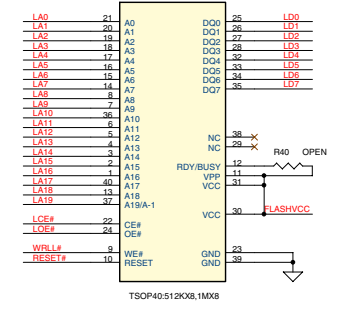 LA0 21 A0 DQ0 25 LD0
LA1 20 A1 DQ1 26 LD1
LA2 19 A2 DQ2 27 LD2
LA3 18 A3 DQ3 28 LD3
LA4 17 A4 DQ4 32 LD4
LA5 16 A5 DQ5 33 LD5
LA6 15 A6 DQ6 34 LD6
LA7 14 A7 DQ7 35 LD7
LA8 8 A8
LA9 7 A9
LA10 36 A10
LA11 6 A11
LA12 5 A12 NC 38
LA13 4 A13 NC 29
LA14 3 A14
LA15 2 A15 RDY/BUSY 12 R40 OPEN
LA16 1 A16 VPP 11
LA17 40 A17 VCC 31
LA18 13 A18
LA19 37 A19/A-1 VCC 30 FLASHVCC
LCE# 22 CE#
LOE# 24 OE#
WRLL# 9 WE# GND 23
RESET# 10 RESET GND 39
TSOP40:512KX8,1MX8